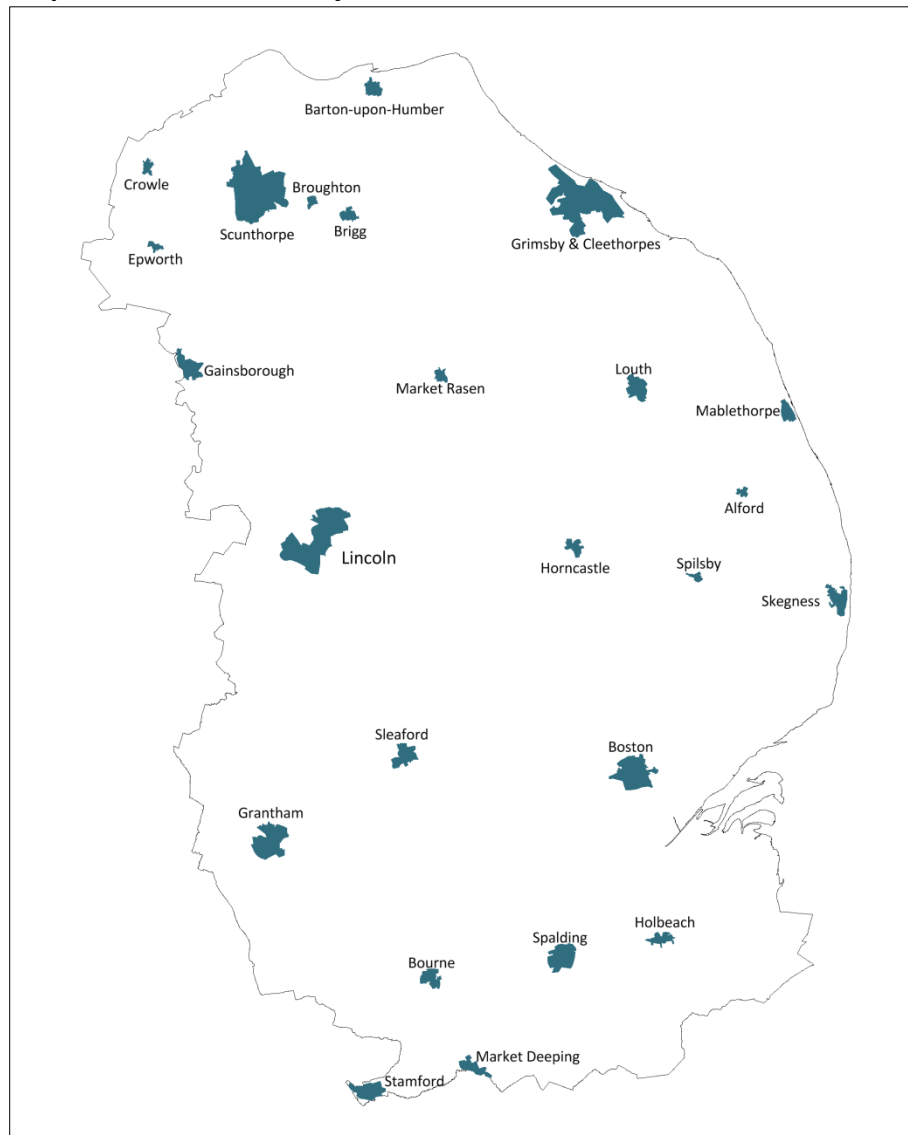 Barton-upon-Humber
Crowle
Broughton
Scunthorpe
Brigg
Grimsby & Cleethorpes
Epworth
Gainsborough
Market Rasen
Louth
Mablethorpe
Alford
Lincoln
Horncastle
Spilsby
Skegness
Sleaford
Boston
Grantham
Holbeach
Spalding
Bourne
Market Deeping
Stamford